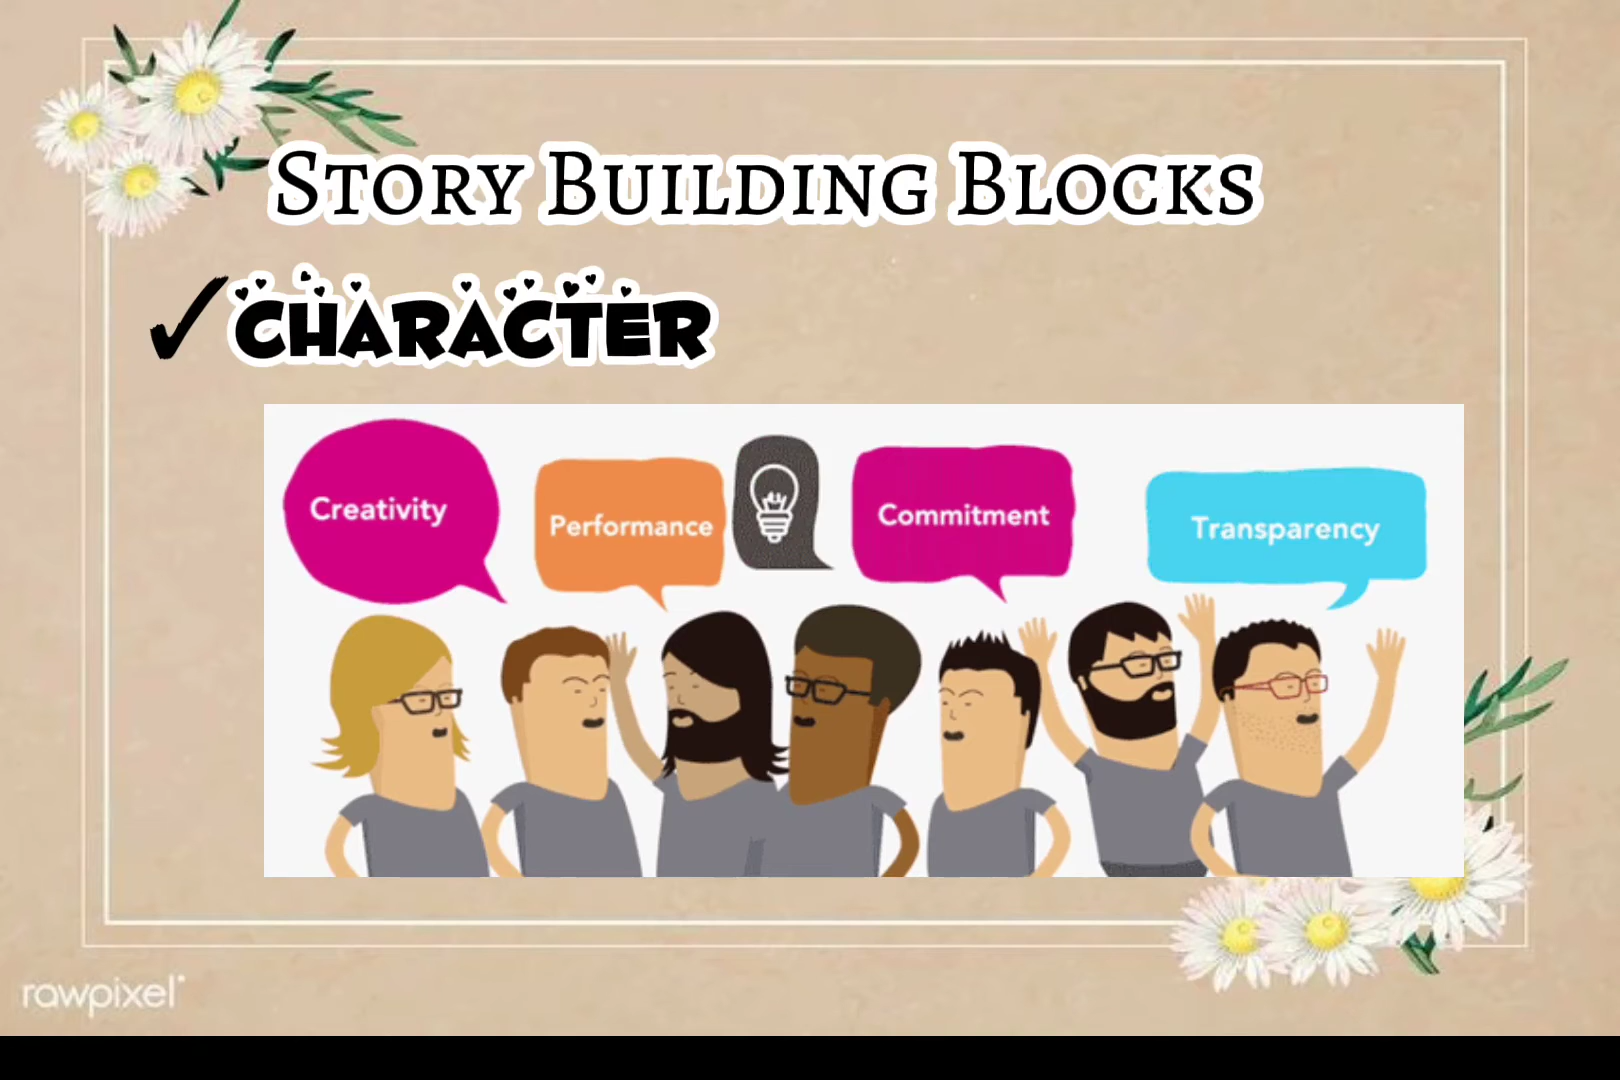 Story Building Blocks
✓CHARACTER
Creativity
Performance
Commitment
Transparency
rawpixel